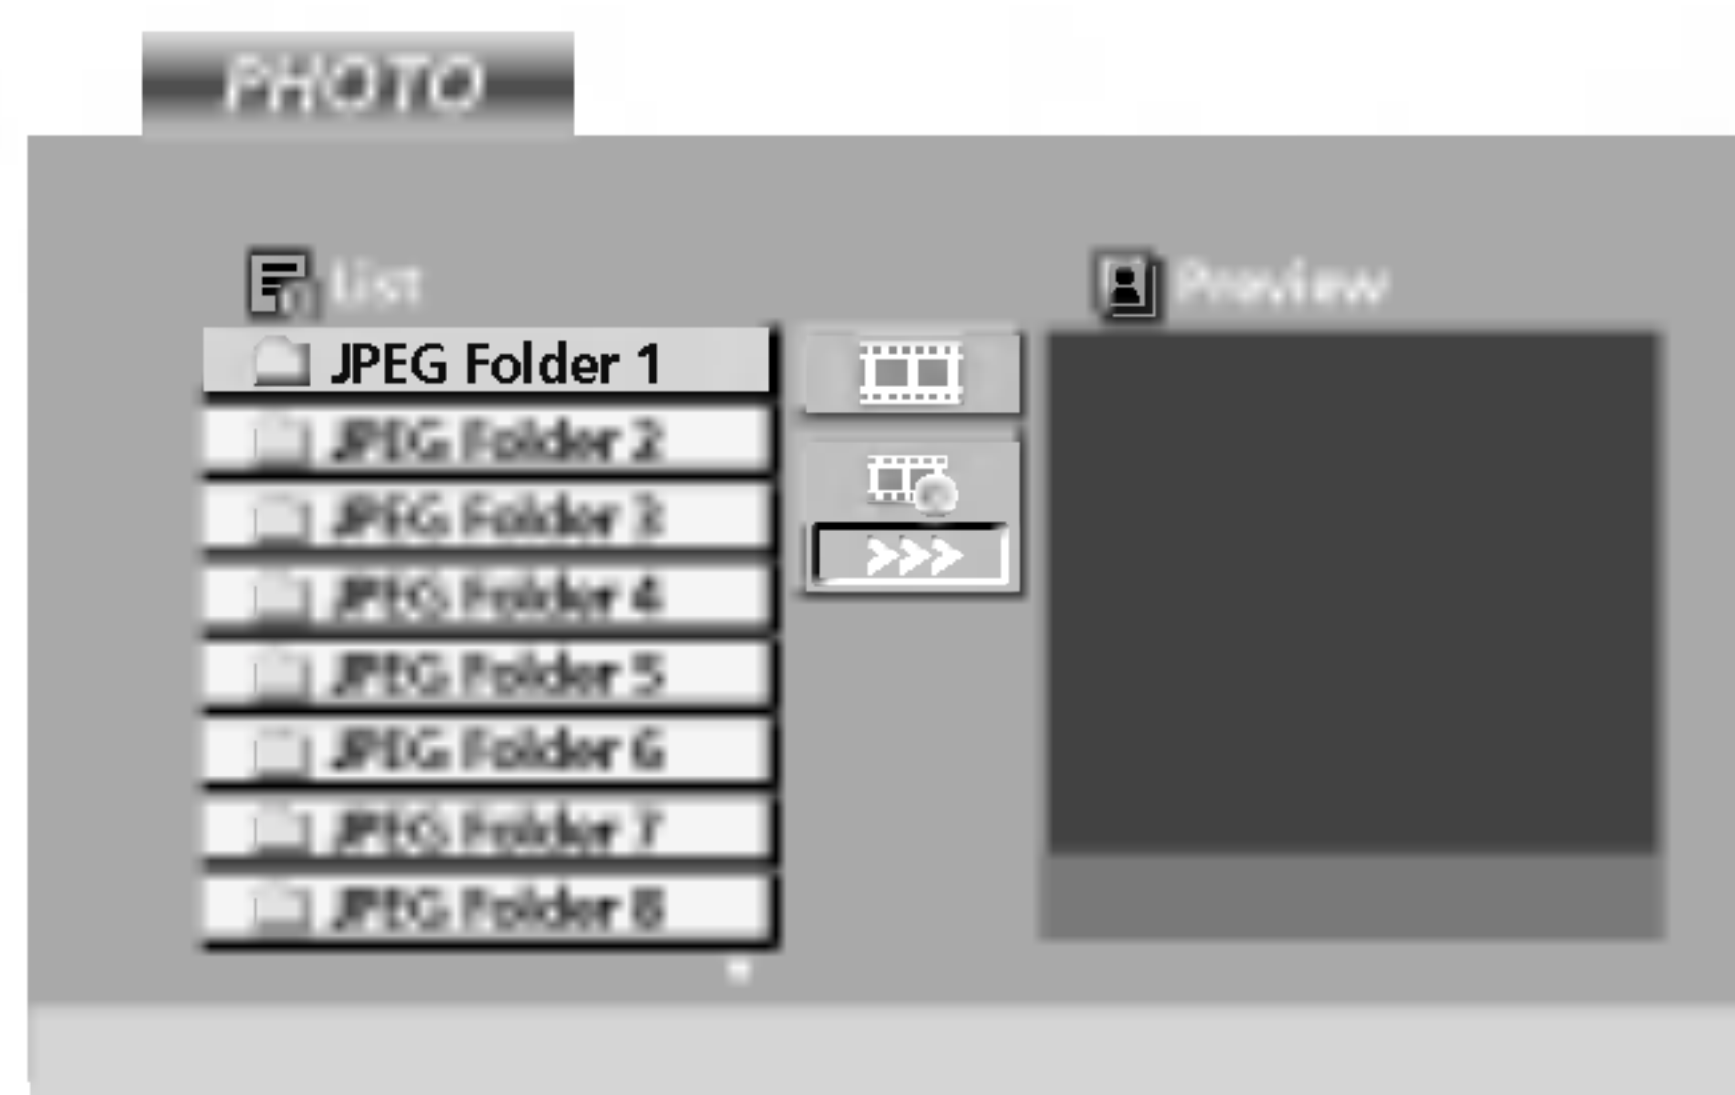 PHOTO
List
Preview
JPEG Folder 1
JPEG Folder 2
JPEG Folder 3
JPEG Folder 4
JPEG Folder 5
JPEG Folder 6
JPEG Folder 7
JPEG Folder 8